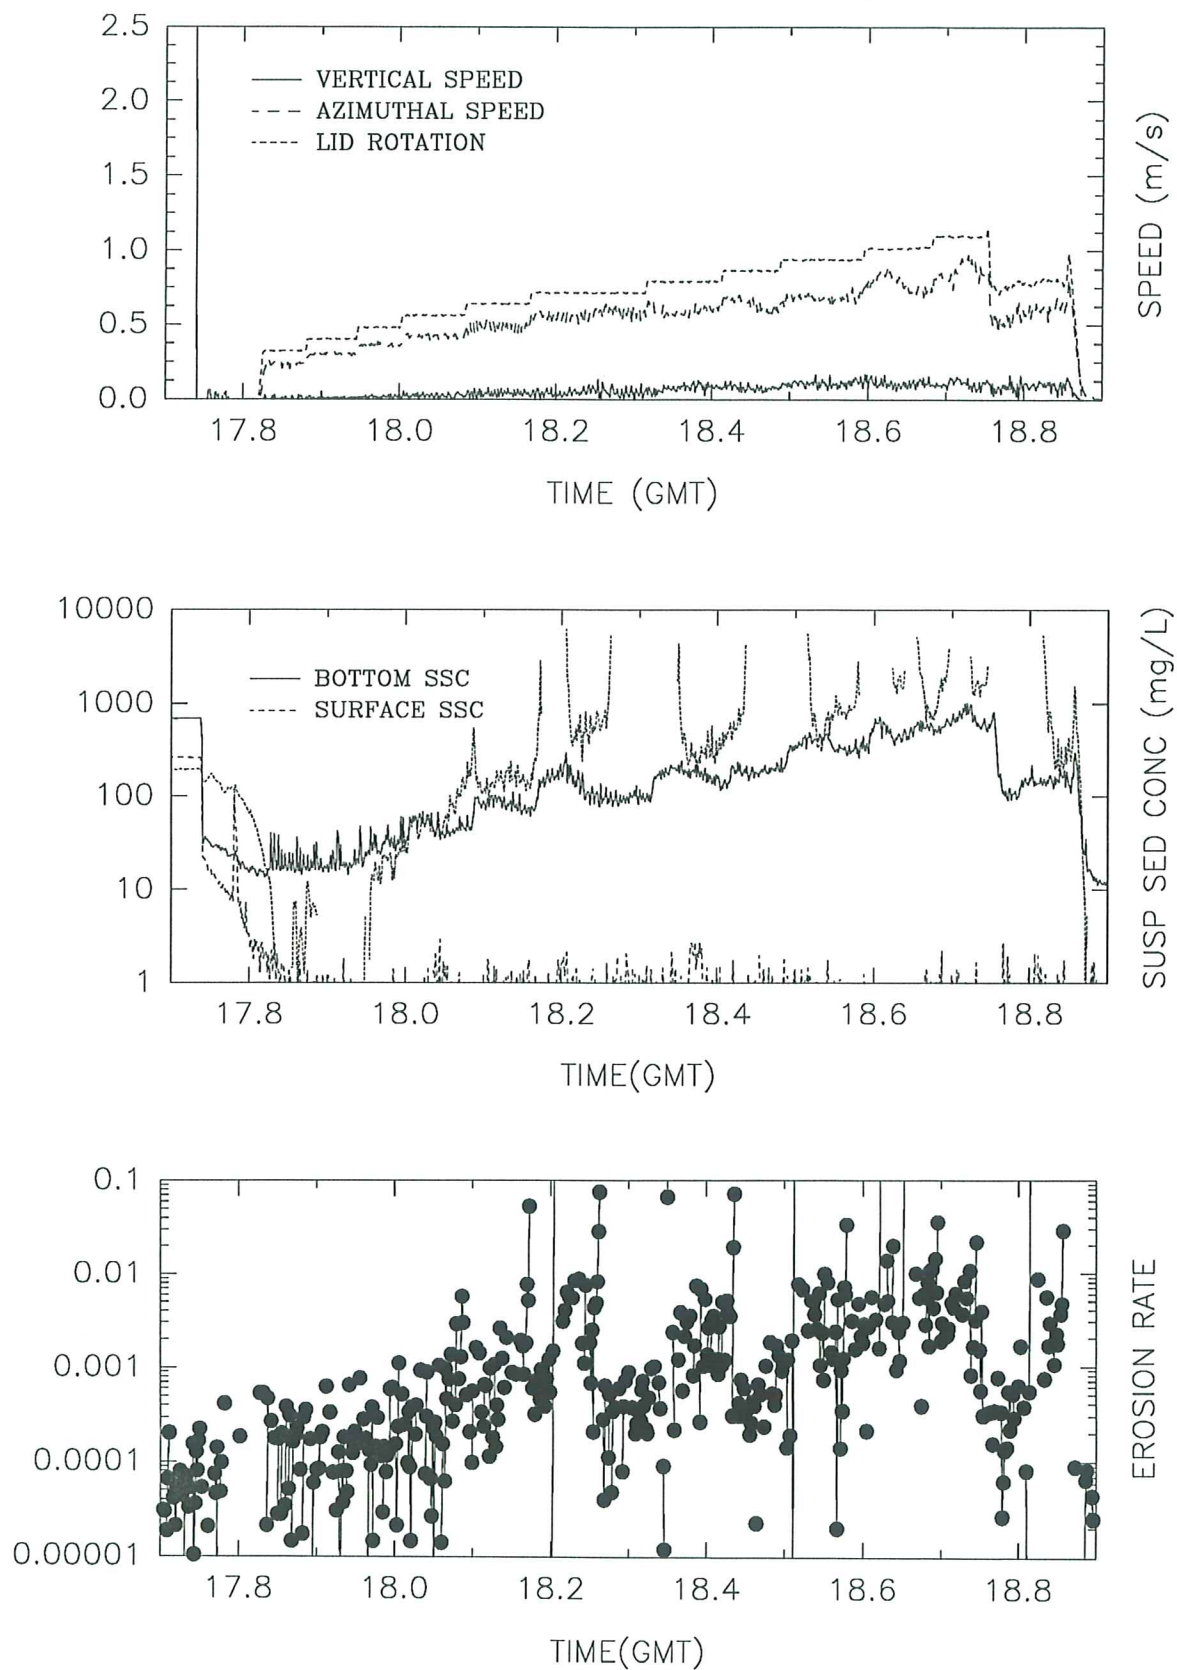 2.5
2.0
1.5
1.0
0.5
0.0
VERTICAL SPEED
AZIMUTHAL SPEED
LID ROTATION
SPEED (m/s)
17.8 18.0 18.2 18.4 18.6 18.8
TIME (GMT)
10000
1000
100
10
1
BOTTOM SSC
SURFACE SSC
SUSP SED CONC (mg/L)
17.8 18.0 18.2 18.4 18.6 18.8
TIME(GMT)
0.1
0.01
0.001
0.0001
0.00001
EROSION RATE
17.8 18.0 18.2 18.4 18.6 18.8
TIME(GMT)